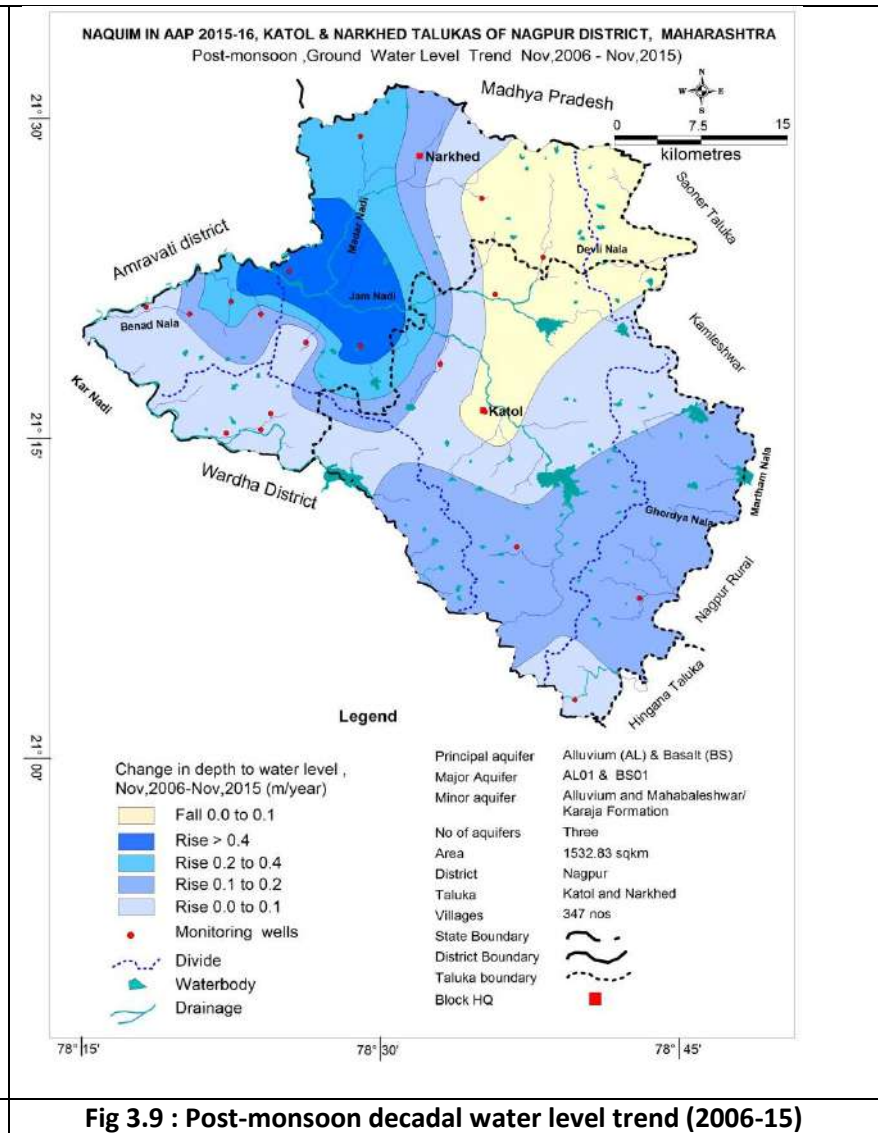 NAQUIM IN AAP 2015-16, KATOL & NARKHED TALUKAS OF NAGPUR DISTRICT, MAHARASHTRA
Post-monsoon ,Ground Water Level Trend Nov,2006 - Nov,2015)
N
W E
S
Madhya Pradesh
0 7.5 15
kilometres
21° 30'
Narkhed
Saoner Taluka
Madar Nadi
Amravati district
Devli Nala
Jam Nadi
Benad Nala
Kamleshwar
Kar Nadi
Katol
21° 15'
Wardha District
Martham Nala
Ghordya Nala
Nagpur Rural
Hingana Taluka
21° 00'
Legend
Change in depth to water level ,
Nov,2006-Nov,2015 (m/year)
Fall 0.0 to 0.1
Rise > 0.4
Rise 0.2 to 0.4
Rise 0.1 to 0.2
Rise 0.0 to 0.1
Monitoring wells
Divide
Waterbody
Drainage
Principal aquifer Alluvium (AL) & Basalt (BS)
Major Aquifer AL01 & BS01
Minor aquifer Alluvium and Mahabaleshwar/
Karaja Formation
No of aquifers Three
Area 1532.83 sqkm
District Nagpur
Taluka Katol and Narkhed
Villages 347 nos
State Boundary
District Boundary
Taluka boundary
Block HQ
78° 15' 78° 30' 78° 45'
Fig 3.9 : Post-monsoon decadal water level trend (2006-15)